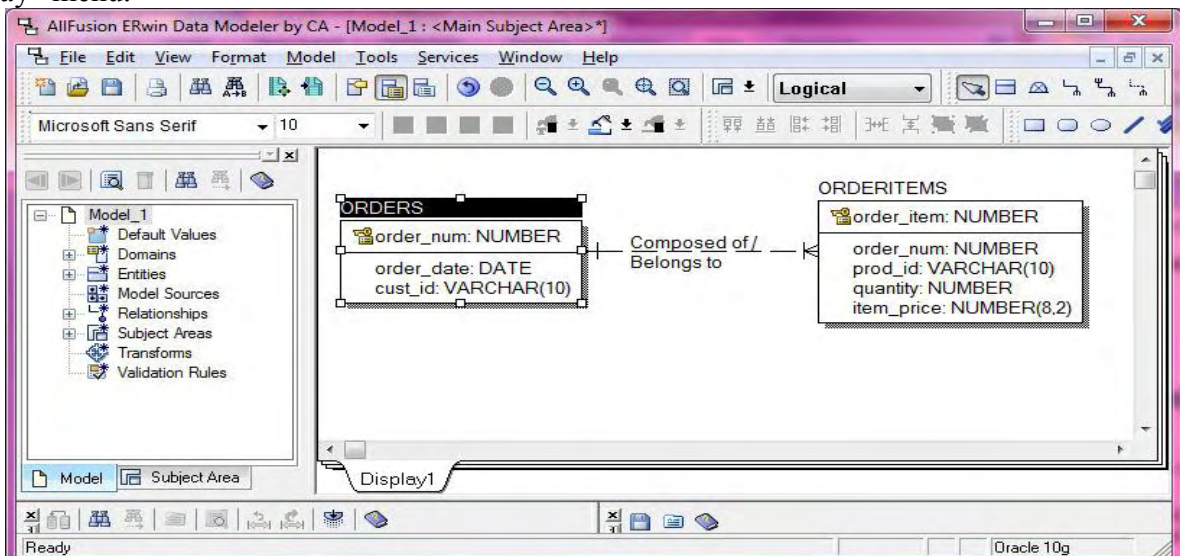 ay" menu.
AllFusion ERwin Data Modeler by CA - [Model_1 : <Main Subject Area>*]
File Edit View Format Model Tools Services Window Help
Logical
Microsoft Sans Serif 10
Model_1
Default Values
Domains
Entities
Model Sources
Relationships
Subject Areas
Transforms
Validation Rules
Model Subject Area
ORDERS
order_num: NUMBER
order_date: DATE
cust_id: VARCHAR(10)
Composed of /
Belongs to
ORDERITEMS
order_item: NUMBER
order_num: NUMBER
prod_id: VARCHAR(10)
quantity: NUMBER
item_price: NUMBER(8,2)
Display1
Ready
Oracle 10g